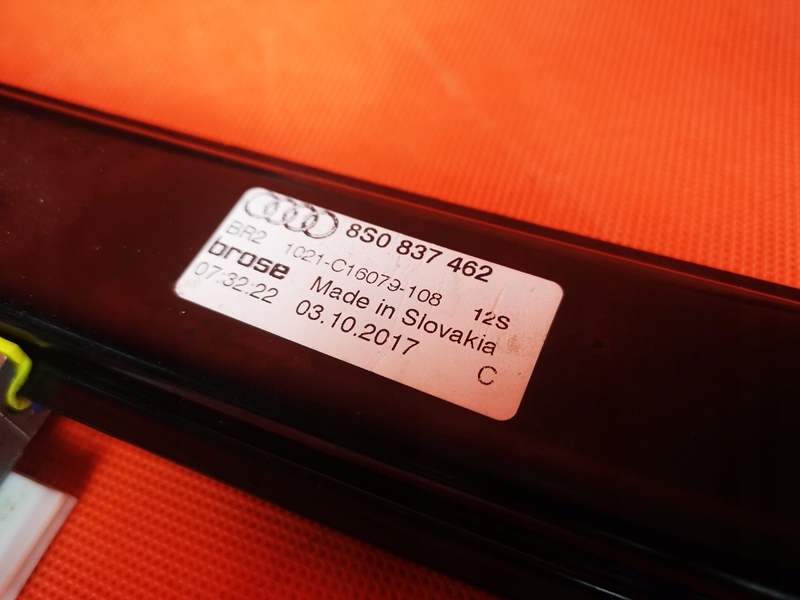 8S0 837 462
BR2 1021-C16079-108 12S
brose Made in Slovakia
07:32:22 03.10.2017 C